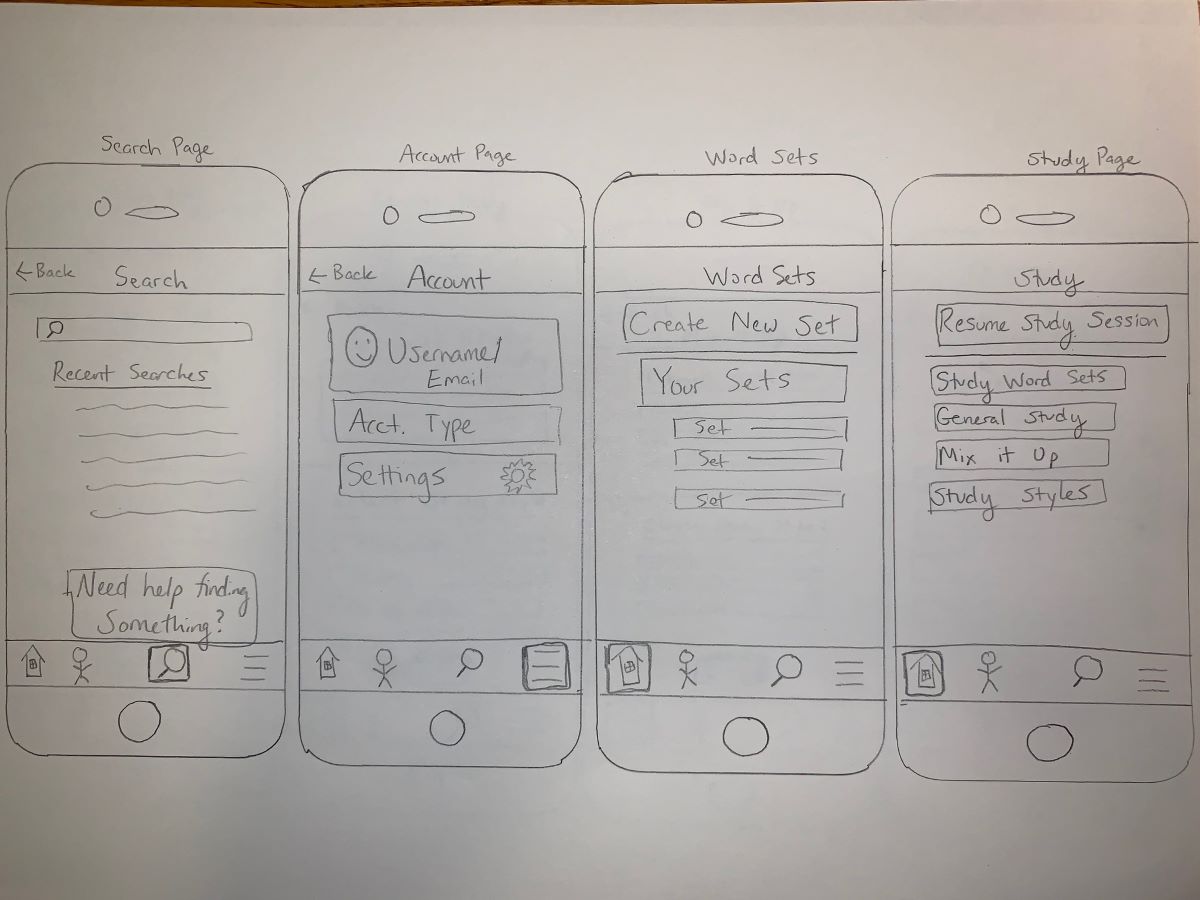 Search Page
← Back Search
Recent Searches
Need help finding
Something?
Account Page
← Back Account
Username/
Email
Acct. Type
Settings
Word Sets
Word Sets
Create New Set
Your Sets
Set
Set
Set
Study Page
Study
Resume Study Session
Study Word Sets
General Study
Mix it Up
Study Styles